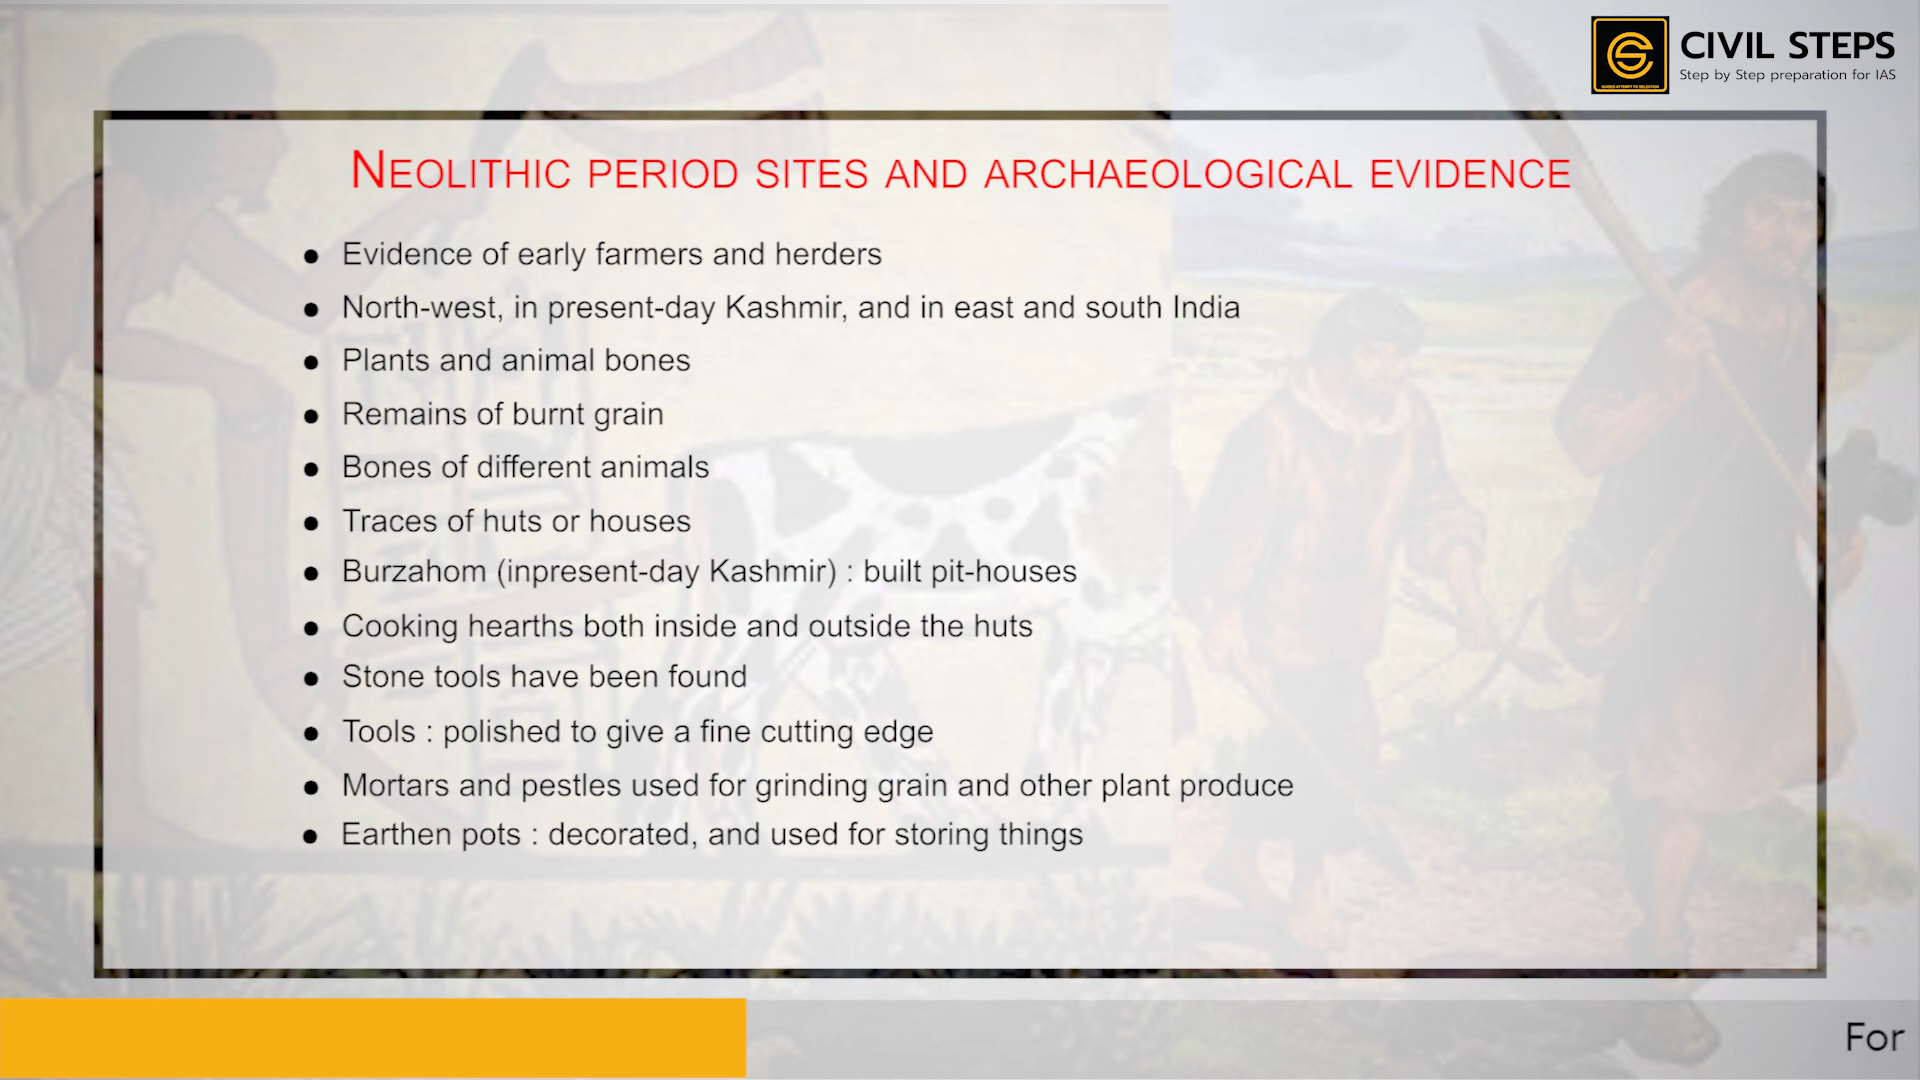 CIVIL STEPS
Step by Step preparation for IAS
NEOLITHIC PERIOD SITES AND ARCHAEOLOGICAL EVIDENCE
● Evidence of early farmers and herders
● North-west, in present-day Kashmir, and in east and south India
● Plants and animal bones
● Remains of burnt grain
● Bones of different animals
● Traces of huts or houses
● Burzahom (inpresent-day Kashmir) : built pit-houses
● Cooking hearths both inside and outside the huts
● Stone tools have been found
● Tools : polished to give a fine cutting edge
● Mortars and pestles used for grinding grain and other plant produce
● Earthen pots : decorated, and used for storing things
For